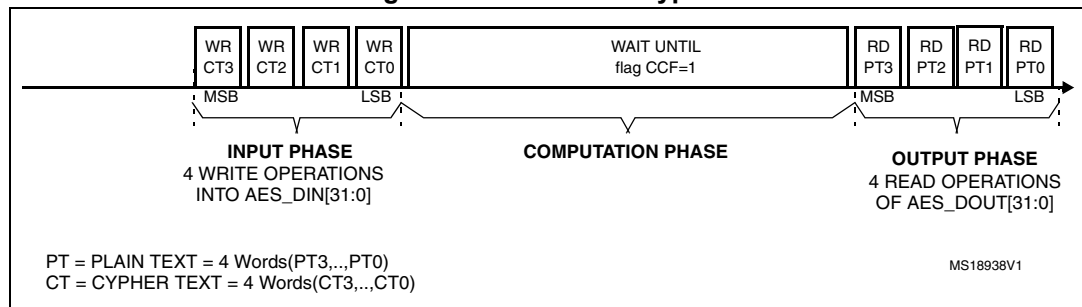 WR CT3 WR CT2 WR CT1 WR CT0 WAIT UNTIL flag CCF=1 RD PT3 RD PT2 RD PT1 RD PT0
MSB LSB MSB LSB
INPUT PHASE
4 WRITE OPERATIONS
INTO AES_DIN[31:0]
COMPUTATION PHASE
OUTPUT PHASE
4 READ OPERATIONS
OF AES_DOUT[31:0]
PT = PLAIN TEXT = 4 Words(PT3,..,PT0)
CT = CYPHER TEXT = 4 Words(CT3,..,CT0)
MS18938V1